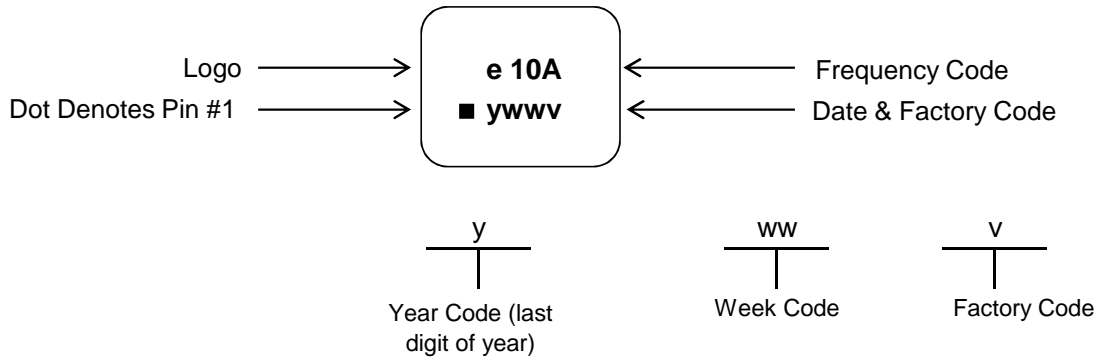 Logo
e 10A
Frequency Code
Dot Denotes Pin #1
■ ywwv
Date & Factory Code
y
ww
v
Year Code (last
digit of year)
Week Code
Factory Code